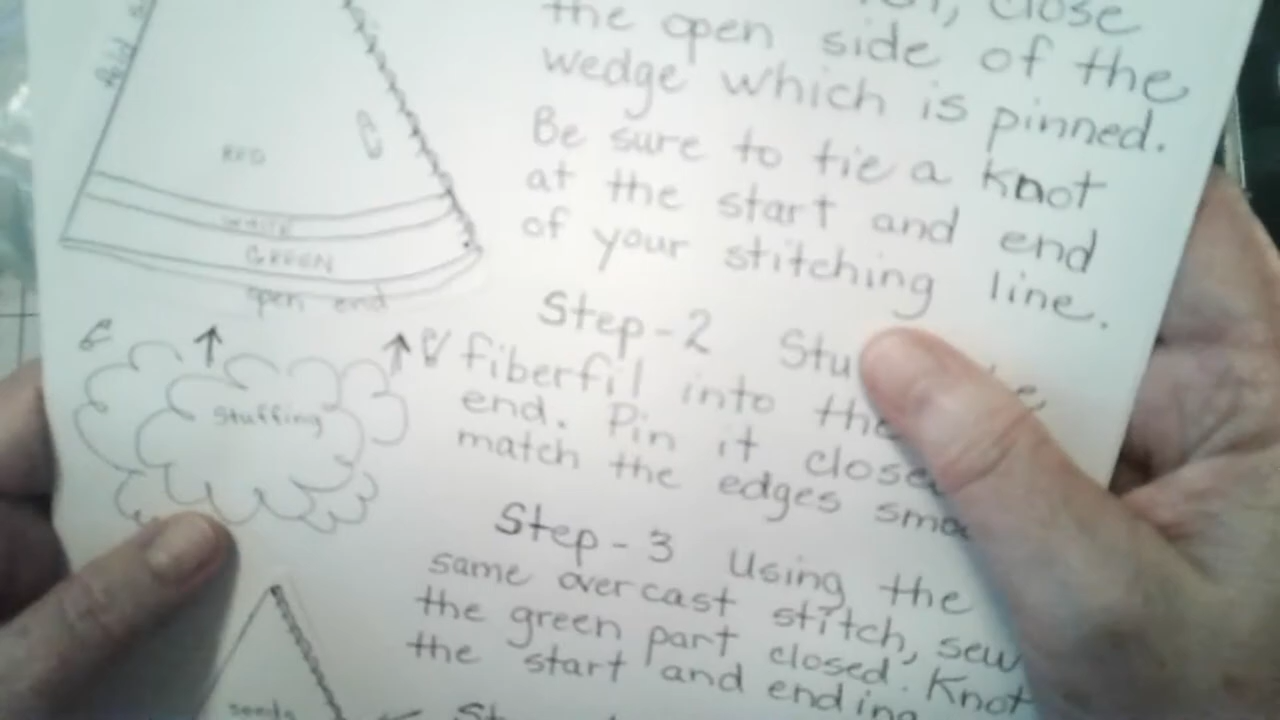 close
the open side of the
wedge which is pinned.
Be sure to tie a knot
at the start and end
of your stitching line.
Step-2
fiberfil into
end. Pin it close
match the edges
Step-3 Using the
same overcast stitch, sew
the green part closed. Knot
the start and ending
Fold
RED
WHITE
GREEN
open end
Stuffing
seeds